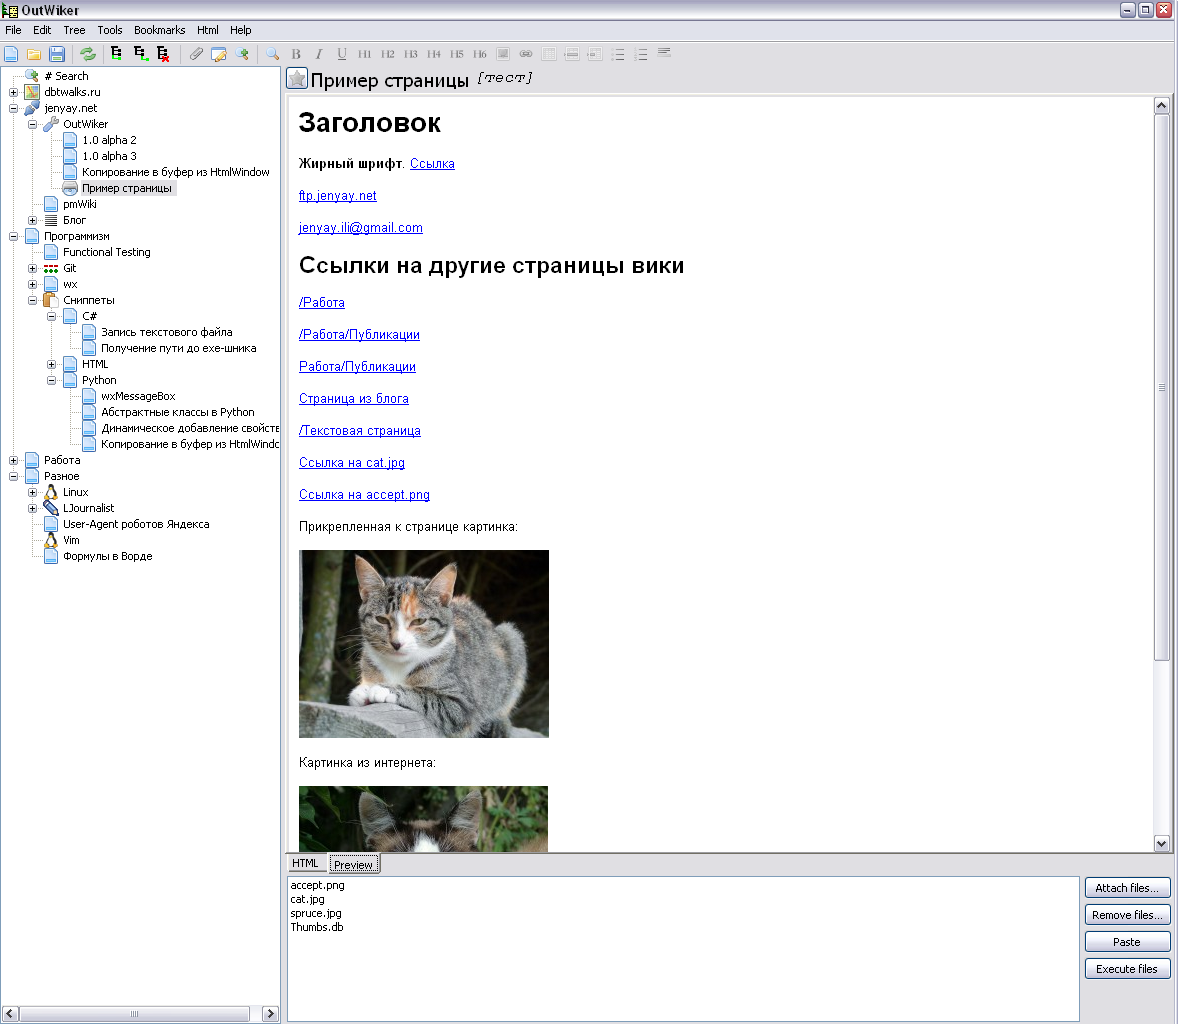 OutWiker
File Edit Tree Tools Bookmarks Html Help
B I U H1 H2 H3 H4 H5 H6
# Search
dbtwalks.ru
jenyay.net
OutWiker
1.0 alpha 2
1.0 alpha 3
Копирование в буфер из HtmlWindow
Пример страницы
pmWiki
Блог
Программизм
Functional Testing
Git
wx
Сниппеты
C#
Запись текстового файла
Получение пути до exe-шника
HTML
Python
wxMessageBox
Абстрактные классы в Python
Динамическое добавление свойств
Копирование в буфер из HtmlWindo
Работа
Разное
Linux
LJournalist
User-Agent роботов Яндекса
Vim
Формулы в Ворде
Пример страницы [тест]
Заголовок
Жирный шрифт. Ссылка
ftp.jenyay.net
jenyay.ili@gmail.com
Ссылки на другие страницы вики
/Работа
/Работа/Публикации
Работа/Публикации
Страница из блога
/Текстовая страница
Ссылка на cat.jpg
Ссылка на accept.png
Прикрепленная к странице картинка:
Картинка из интернета:
HTML Preview
accept.png
cat.jpg
spruce.jpg
Thumbs.db
Attach files...
Remove files...
Paste
Execute files